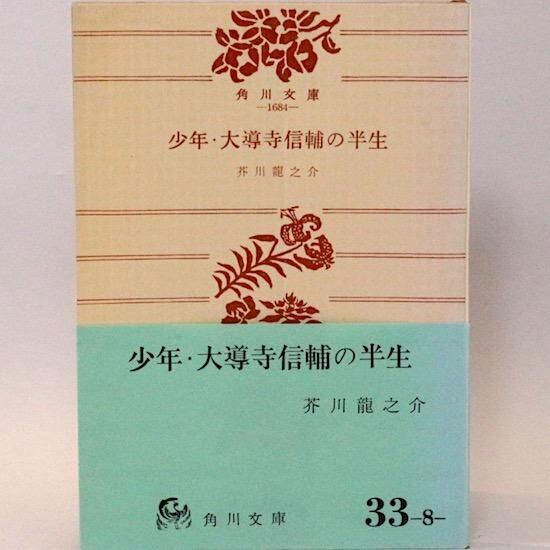 角川文庫
—1684—
少年・大導寺信輔の半生
芥川龍之介
少年・大導寺信輔の半生
芥川龍之介
角川文庫
33-8-